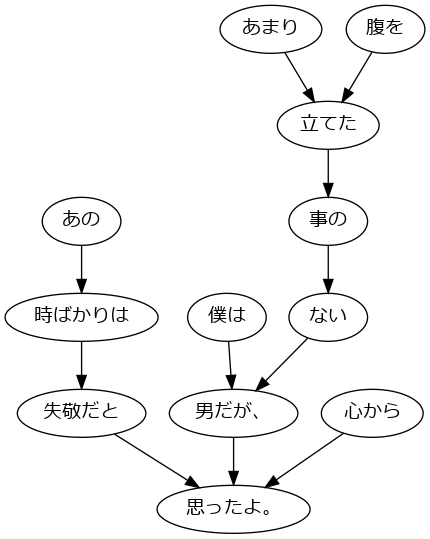 あまり
腹を
立てた
あの
事の
時ばかりは
僕は
ない
失敬だと
男だが、
心から
思ったよ。